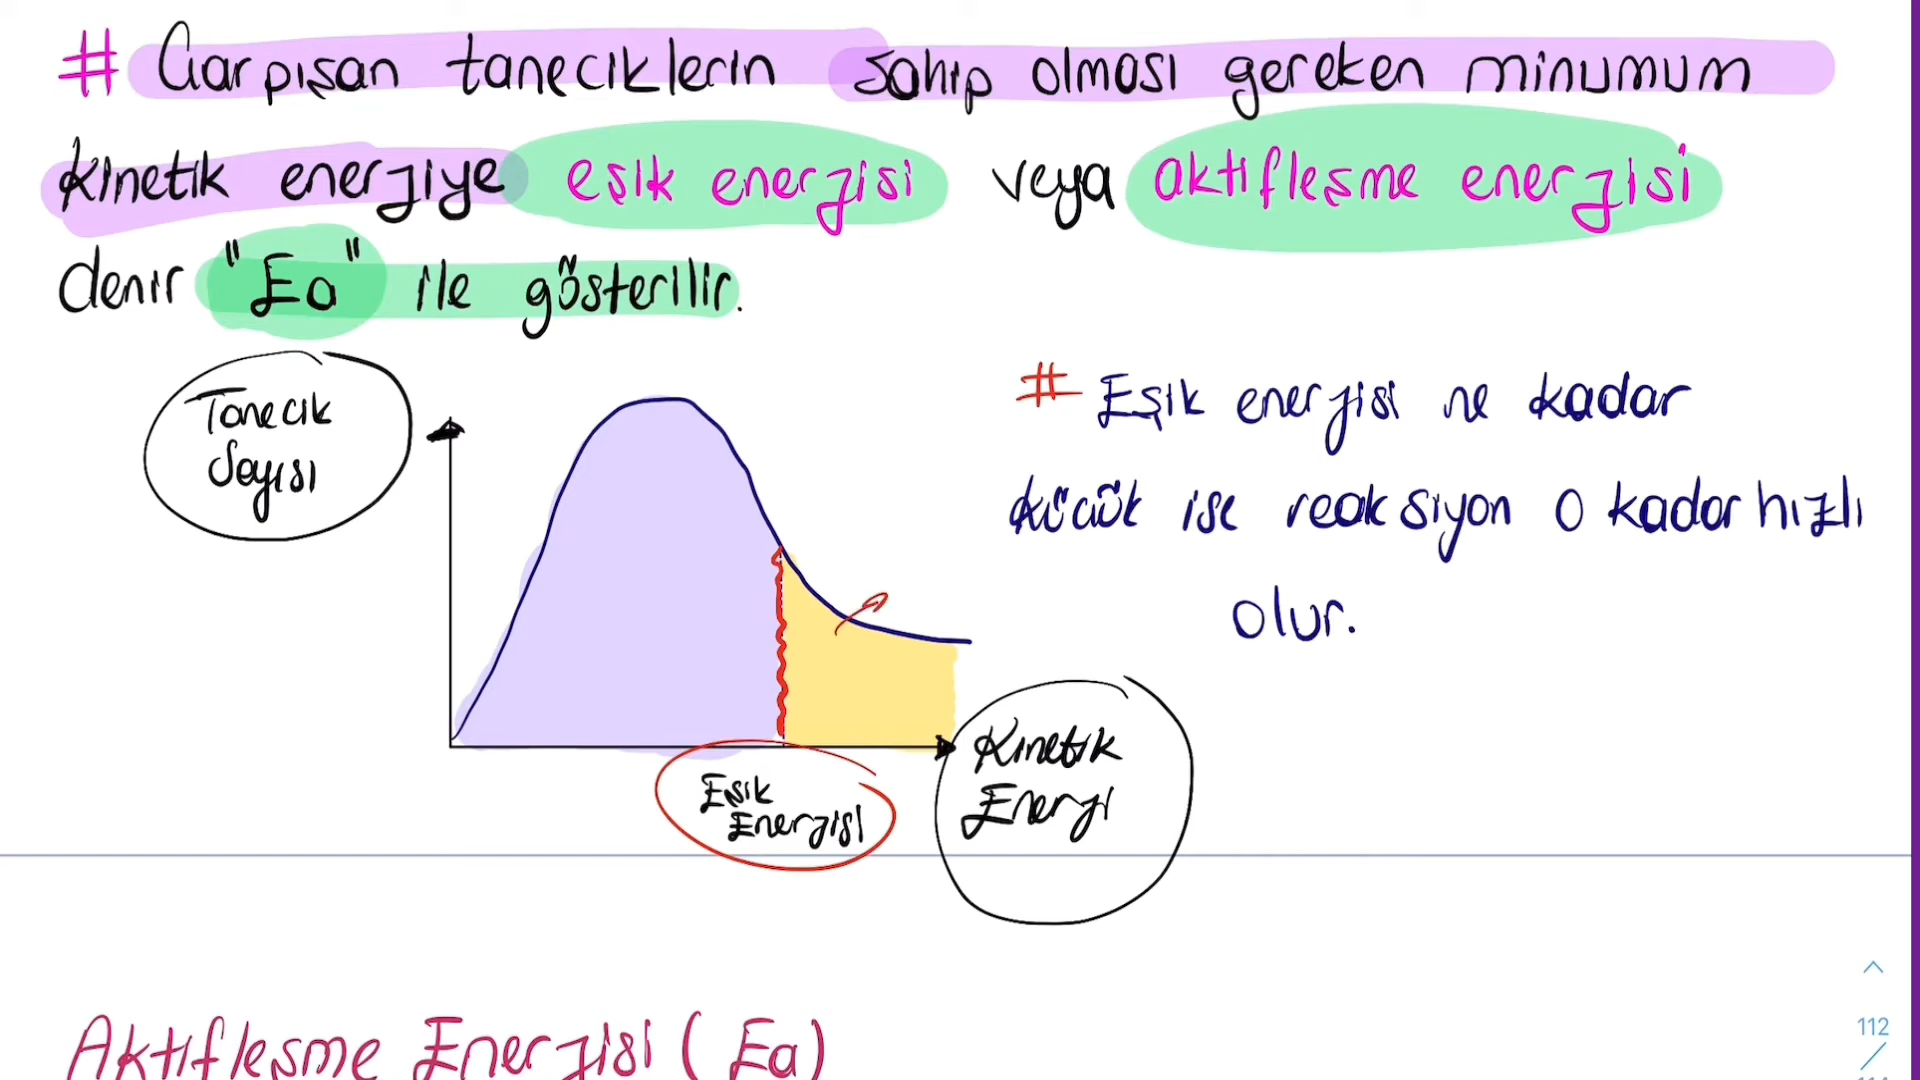 # Çarpışan taneciklerin sahip olması gereken minumum
kinetik enerjiye eşik enerjisi veya aktifleşme enerjisi
denir "Ea" ile gösterilir.
Tanecik
Sayısı
# Eşik enerjisi ne kadar
küçük ise reaksiyon o kadar hızlı
olur.
Kinetik
Enerji
Eşik
Enerjisi
Aktifleşme Enerjisi ( Ea)
112